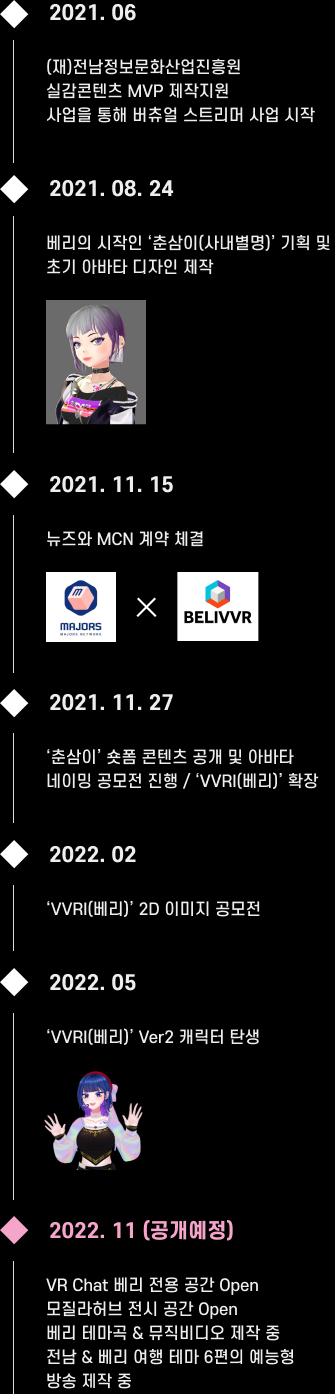 2021. 06
(재)전남정보문화산업진흥원
실감콘텐츠 MVP 제작지원
사업을 통해 버츄얼 스트리머 사업 시작
2021. 08. 24
베리의 시작인 ‘춘삼이(사내별명)’ 기획 및
초기 아바타 디자인 제작
2021. 11. 15
뉴즈와 MCN 계약 체결
M
MAJORS
MAJORS NETWORK
BELIVVR
2021. 11. 27
‘춘삼이’ 숏폼 콘텐츠 공개 및 아바타
네이밍 공모전 진행 / ‘VVRI(베리)’ 확장
2022. 02
‘VVRI(베리)’ 2D 이미지 공모전
2022. 05
‘VVRI(베리)’ Ver2 캐릭터 탄생
2022. 11 (공개예정)
VR Chat 베리 전용 공간 Open
모질라허브 전시 공간 Open
베리 테마곡 & 뮤직비디오 제작 중
전남 & 베리 여행 테마 6편의 예능형
방송 제작 중